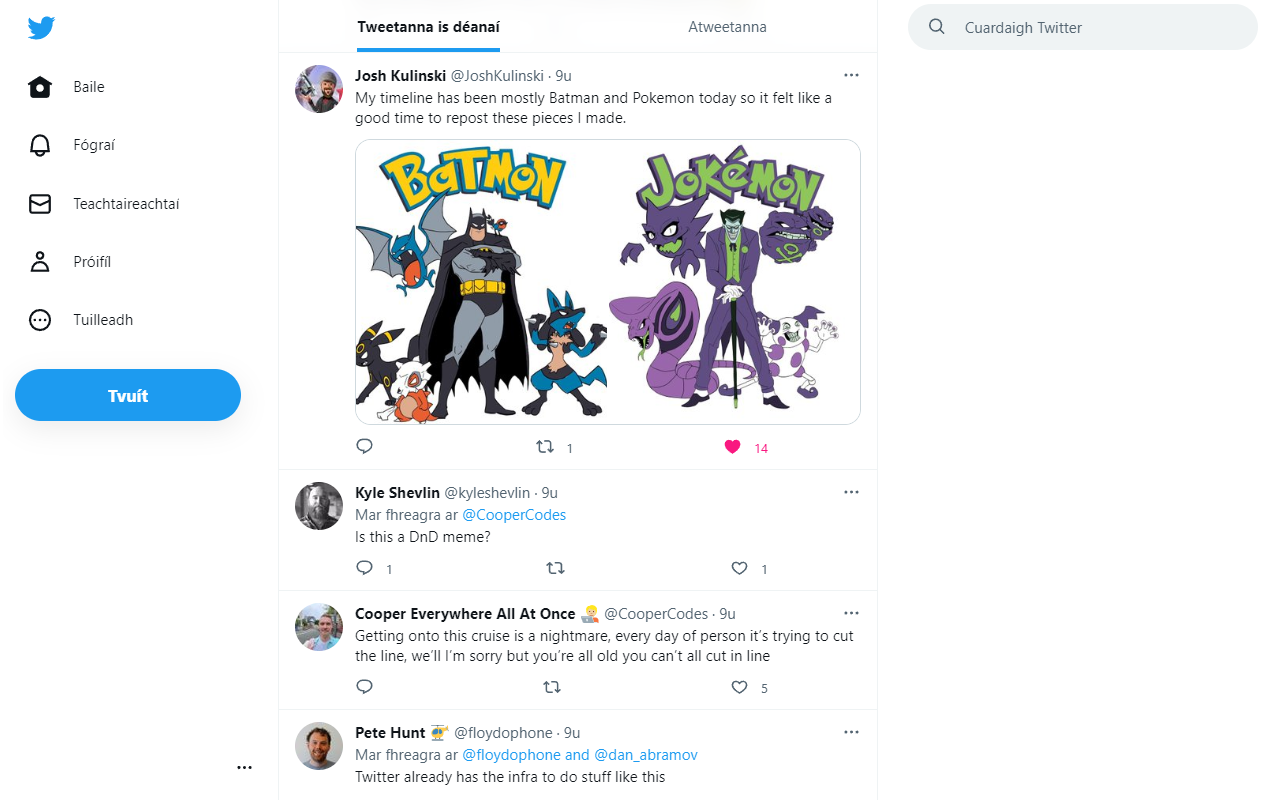 Baile
Fógraí
Teachtaireachtaí
Próifíl
Tuilleadh
Tvuít
Tweetanna is déanaí
Atweetanna
Josh Kulinski @JoshKulinski · 9u
My timeline has been mostly Batman and Pokemon today so it felt like a
good time to repost these pieces I made.
BATMON
JOKéMON
1
14
Kyle Shevlin @kyleshevlin · 9u
Mar fhreagra ar @CooperCodes
Is this a DnD meme?
1
1
Cooper Everywhere All At Once @CooperCodes · 9u
Getting onto this cruise is a nightmare, every day of person it’s trying to cut
the line, we’ll I’m sorry but you’re all old you can’t all cut in line
5
Pete Hunt @floydophone · 9u
Mar fhreagra ar @floydophone and @dan_abramov
Twitter already has the infra to do stuff like this
Cuardaigh Twitter